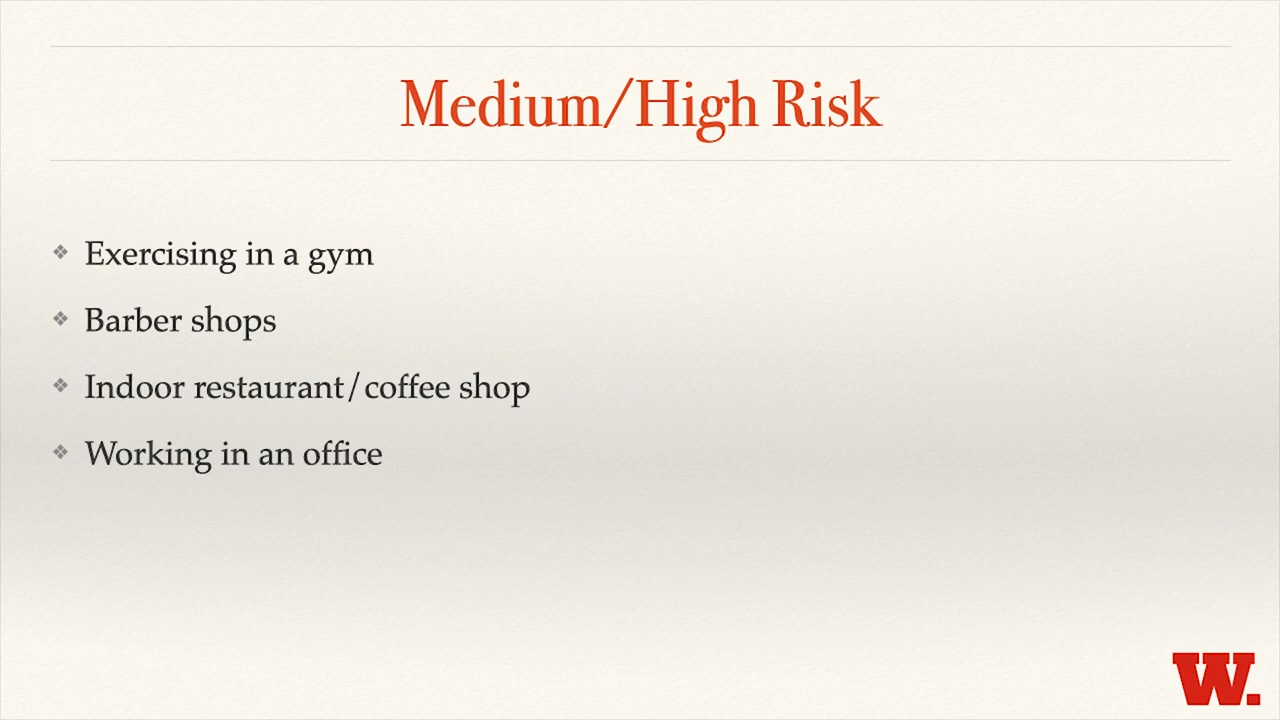 Medium/High Risk
❖ Exercising in a gym
❖ Barber shops
❖ Indoor restaurant/coffee shop
❖ Working in an office
W.